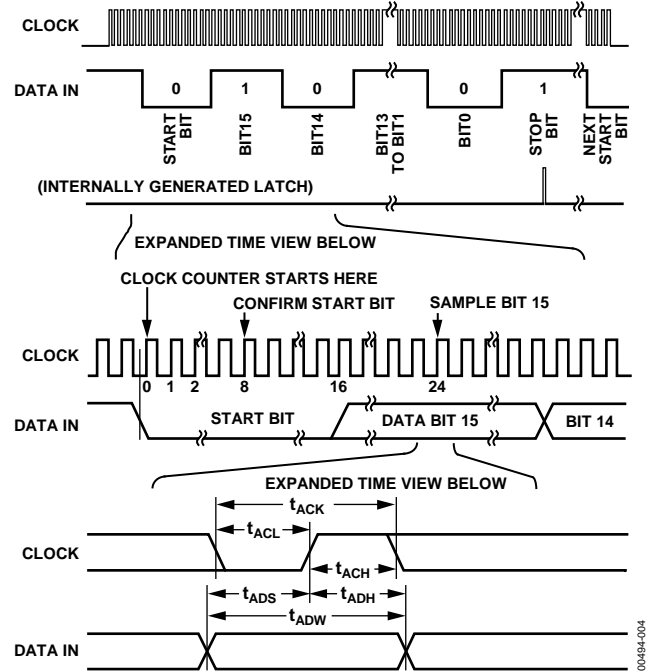 CLOCK
DATA IN
0 1 0 0 1
START BIT
BIT15
BIT14
BIT13 TO BIT1
BIT0
STOP BIT
NEXT START BIT
(INTERNALLY GENERATED LATCH)
EXPANDED TIME VIEW BELOW
CLOCK COUNTER STARTS HERE
CONFIRM START BIT
SAMPLE BIT 15
CLOCK
0 1 2 8 16 24
DATA IN
START BIT
DATA BIT 15
BIT 14
EXPANDED TIME VIEW BELOW
tACK
tACL
CLOCK
tACH
tADS
tADH
tADW
DATA IN
00494-004